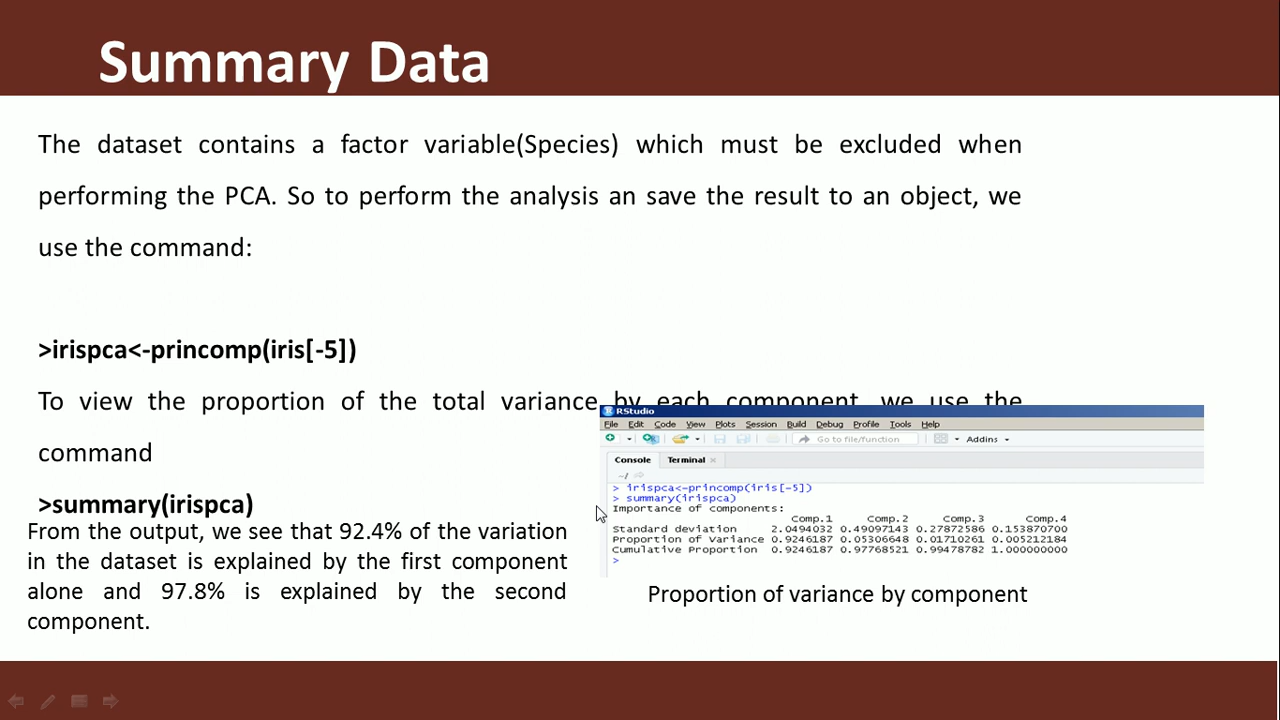 Summary Data
The dataset contains a factor variable(Species) which must be excluded when
performing the PCA. So to perform the analysis an save the result to an object, we
use the command:
>irispca<-princomp(iris[-5])
To view the proportion of the total variance by each component, we use the
command
>summary(irispca)
From the output, we see that 92.4% of the variation
in the dataset is explained by the first component
alone and 97.8% is explained by the second
component.
RStudio
File Edit Code View Plots Session Build Debug Profile Tools Help
Go to file/function Addins
Console Terminal
~/
> irispca<-princomp(iris[-5])
> summary(irispca)
Importance of components:
Comp.1 Comp.2 Comp.3 Comp.4
Standard deviation 2.0494032 0.49097143 0.27872586 0.153870700
Proportion of Variance 0.9246187 0.05306648 0.01710261 0.005212184
Cumulative Proportion 0.9246187 0.97768521 0.99478782 1.000000000
>
Proportion of variance by component